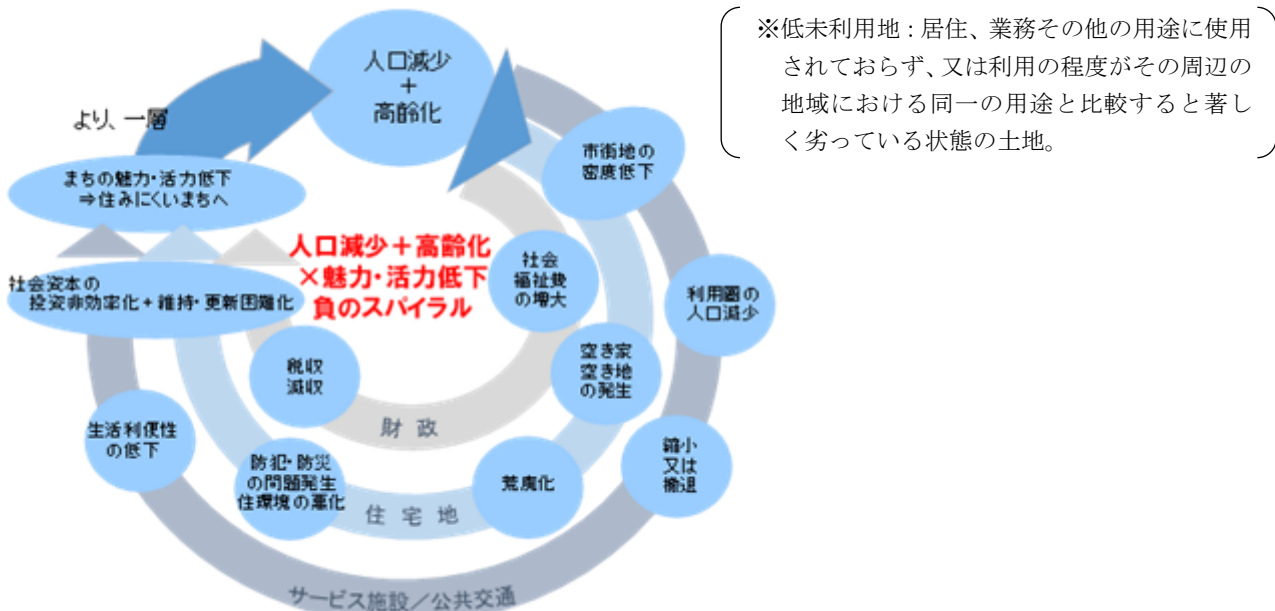 人口減少
+
高齢化
※低未利用地：居住、業務その他の用途に使用
されておらず、又は利用の程度がその周辺の
地域における同一の用途と比較すると著し
く劣っている状態の土地。
より、一層
市街地の
密度低下
まちの魅力・活力低下
⇒住みにくいまちへ
人口減少＋高齢化
×魅力・活力低下
負のスパイラル
社会
福祉費
の増大
社会資本の
投資非効率化＋維持・更新困難化
利用圏の
人口減少
税収
減収
空き家
空き地
の発生
財政
生活利便性
の低下
縮小
又は
撤退
防犯・防災
の問題発生
住環境の悪化
荒廃化
住宅地
サービス施設／公共交通